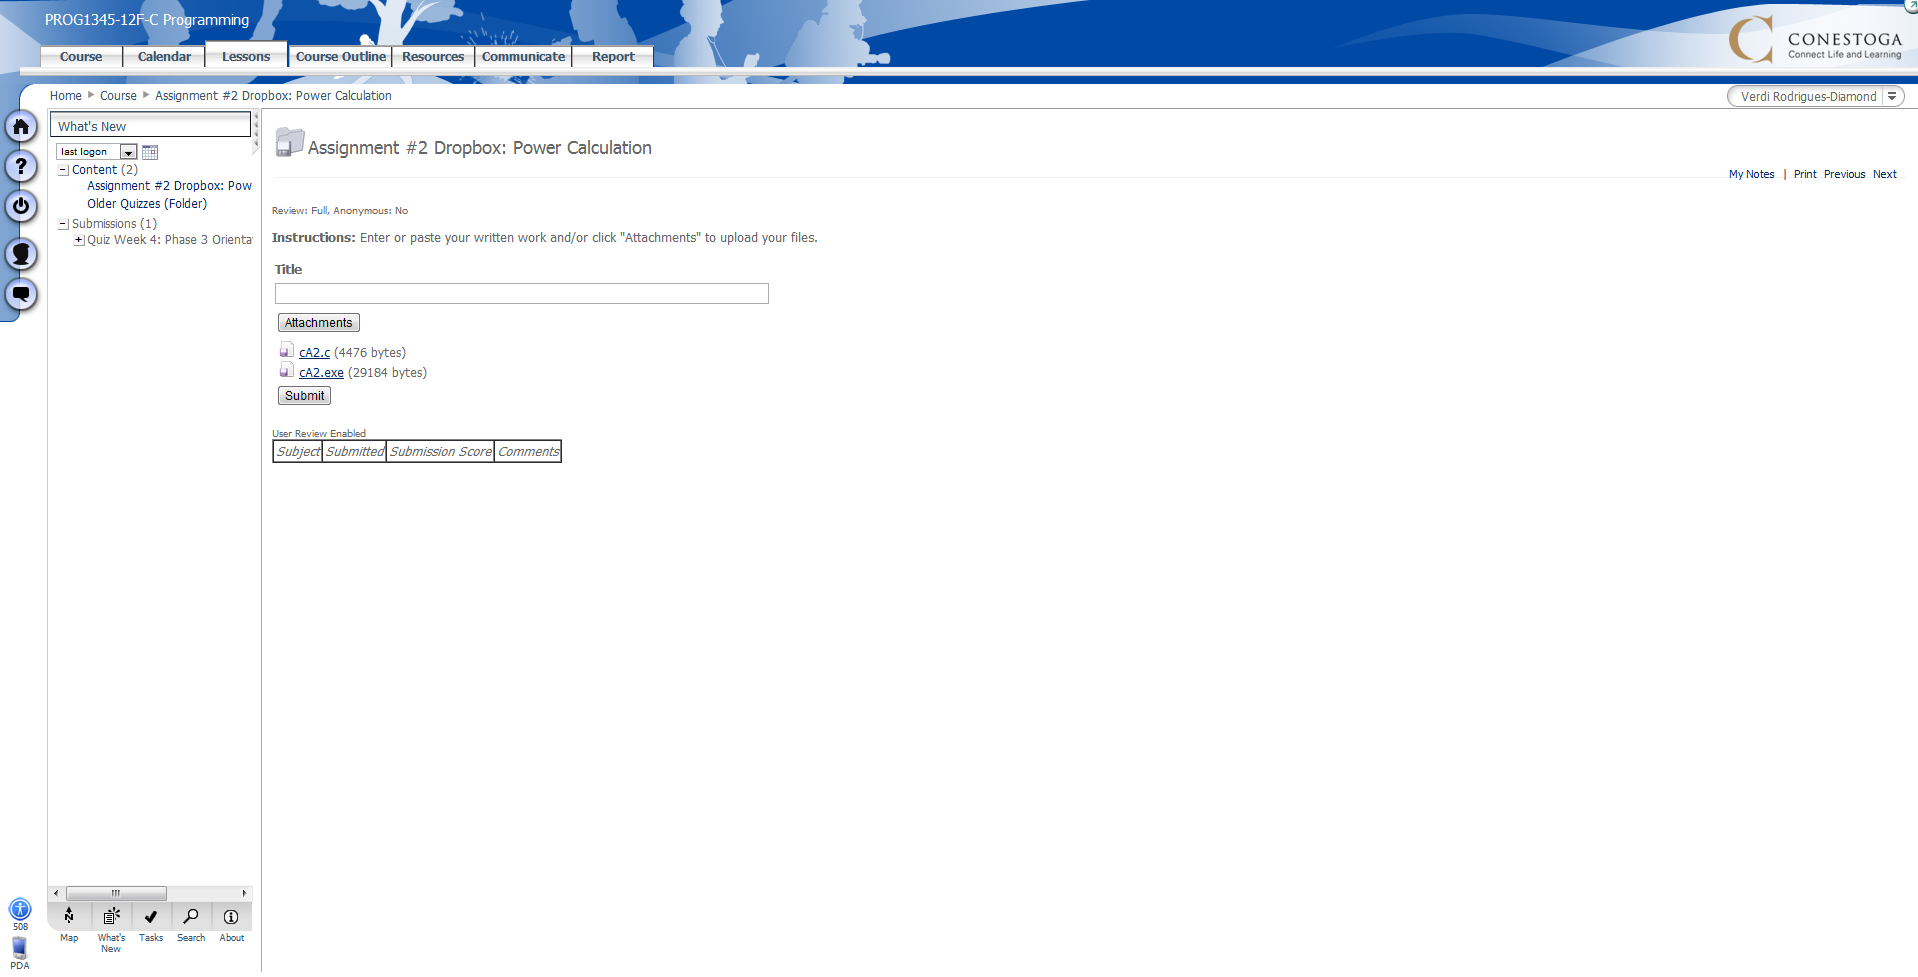 PROG1345-12F-C Programming
Course
Calendar
Lessons
Course Outline
Resources
Communicate
Report
CONESTOGA
Connect Life and Learning
Home
Course
Assignment #2 Dropbox: Power Calculation
Verdi Rodrigues-Diamond
What's New
last logon
Content (2)
Assignment #2 Dropbox: Pow
Older Quizzes (Folder)
Submissions (1)
Quiz Week 4: Phase 3 Orienta
Assignment #2 Dropbox: Power Calculation
My Notes | Print Previous Next
Review: Full, Anonymous: No
Instructions: Enter or paste your written work and/or click "Attachments" to upload your files.
Title
Attachments
cA2.c (4476 bytes)
cA2.exe (29184 bytes)
Submit
User Review Enabled
Subject Submitted Submission Score Comments
508
PDA
Map
What's New
Tasks
Search
About